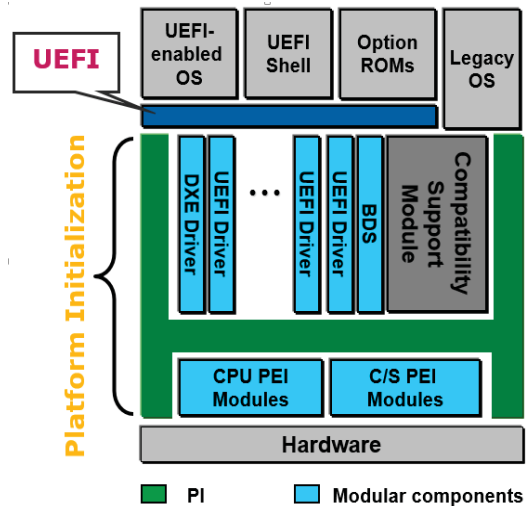 UEFI
UEFI-
enabled
OS
UEFI
Shell
Option
ROMs
Legacy
OS
Platform Initialization
DXE Driver
UEFI Driver
...
UEFI Driver
UEFI Driver
BDS
Compatibility
Support
Module
CPU PEI
Modules
C/S PEI
Modules
Hardware
PI
Modular components